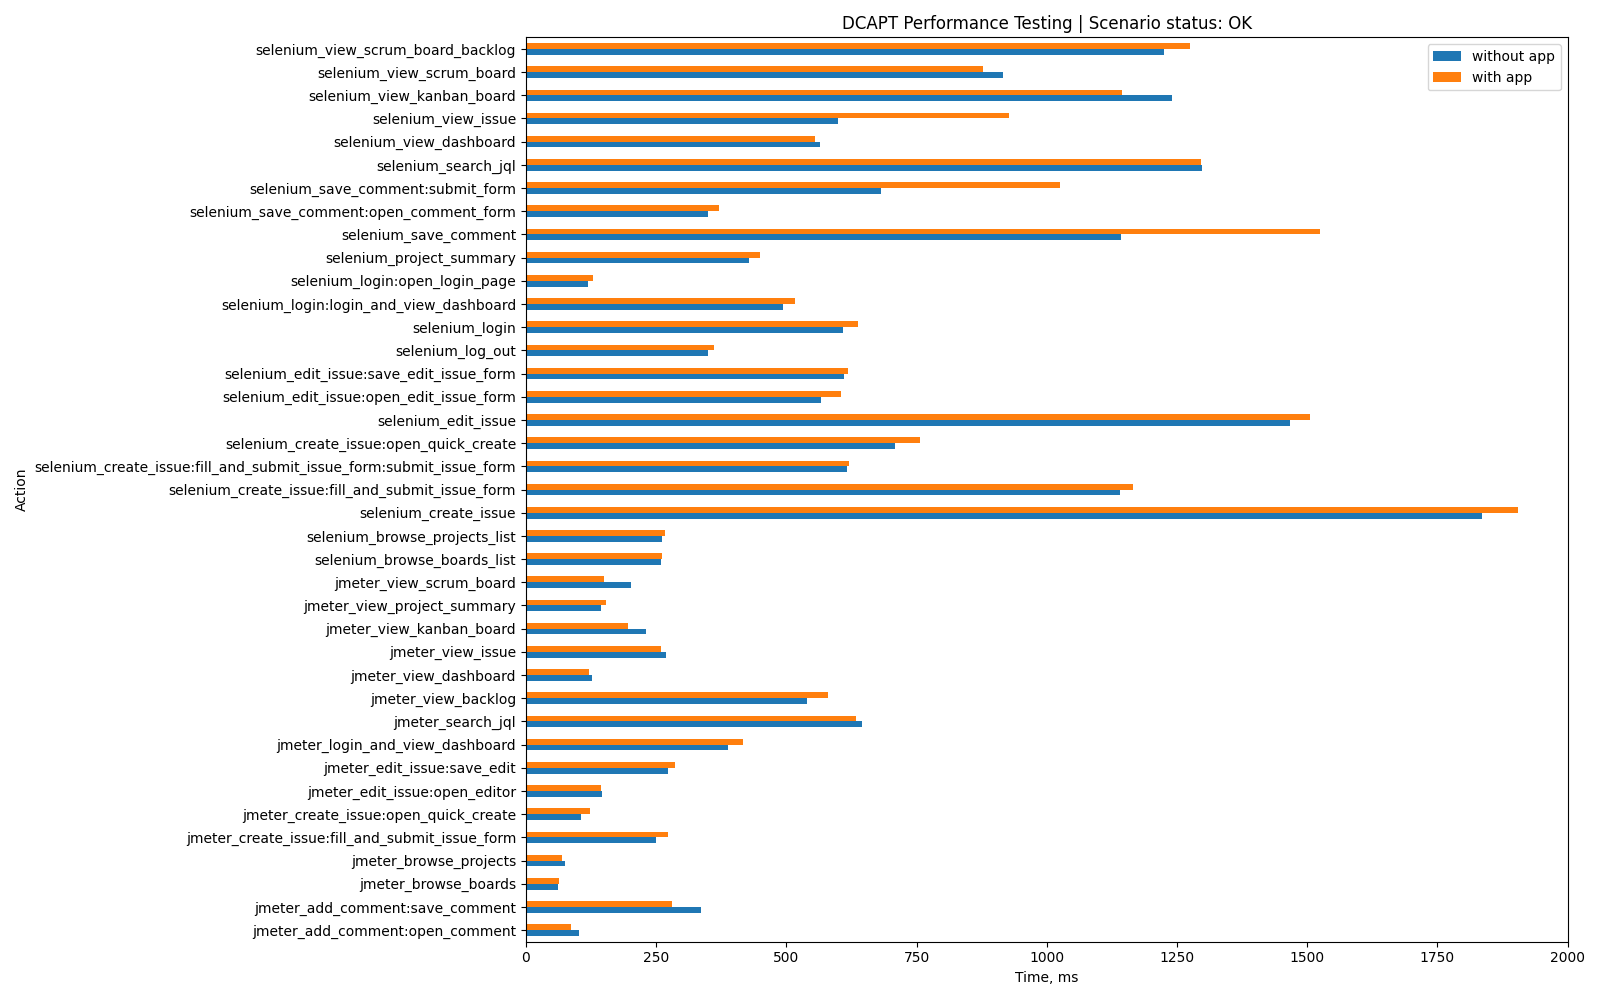 DCAPT Performance Testing | Scenario status: OK
without app
with app
selenium_view_scrum_board_backlog
selenium_view_scrum_board
selenium_view_kanban_board
selenium_view_issue
selenium_view_dashboard
selenium_search_jql
selenium_save_comment:submit_form
selenium_save_comment:open_comment_form
selenium_save_comment
selenium_project_summary
selenium_login:open_login_page
selenium_login:login_and_view_dashboard
selenium_login
selenium_log_out
selenium_edit_issue:save_edit_issue_form
selenium_edit_issue:open_edit_issue_form
selenium_edit_issue
selenium_create_issue:open_quick_create
selenium_create_issue:fill_and_submit_issue_form:submit_issue_form
selenium_create_issue:fill_and_submit_issue_form
selenium_create_issue
selenium_browse_projects_list
selenium_browse_boards_list
jmeter_view_scrum_board
jmeter_view_project_summary
jmeter_view_kanban_board
jmeter_view_issue
jmeter_view_dashboard
jmeter_view_backlog
jmeter_search_jql
jmeter_login_and_view_dashboard
jmeter_edit_issue:save_edit
jmeter_edit_issue:open_editor
jmeter_create_issue:open_quick_create
jmeter_create_issue:fill_and_submit_issue_form
jmeter_browse_projects
jmeter_browse_boards
jmeter_add_comment:save_comment
jmeter_add_comment:open_comment
Action
0 250 500 750 1000 1250 1500 1750 2000
Time, ms